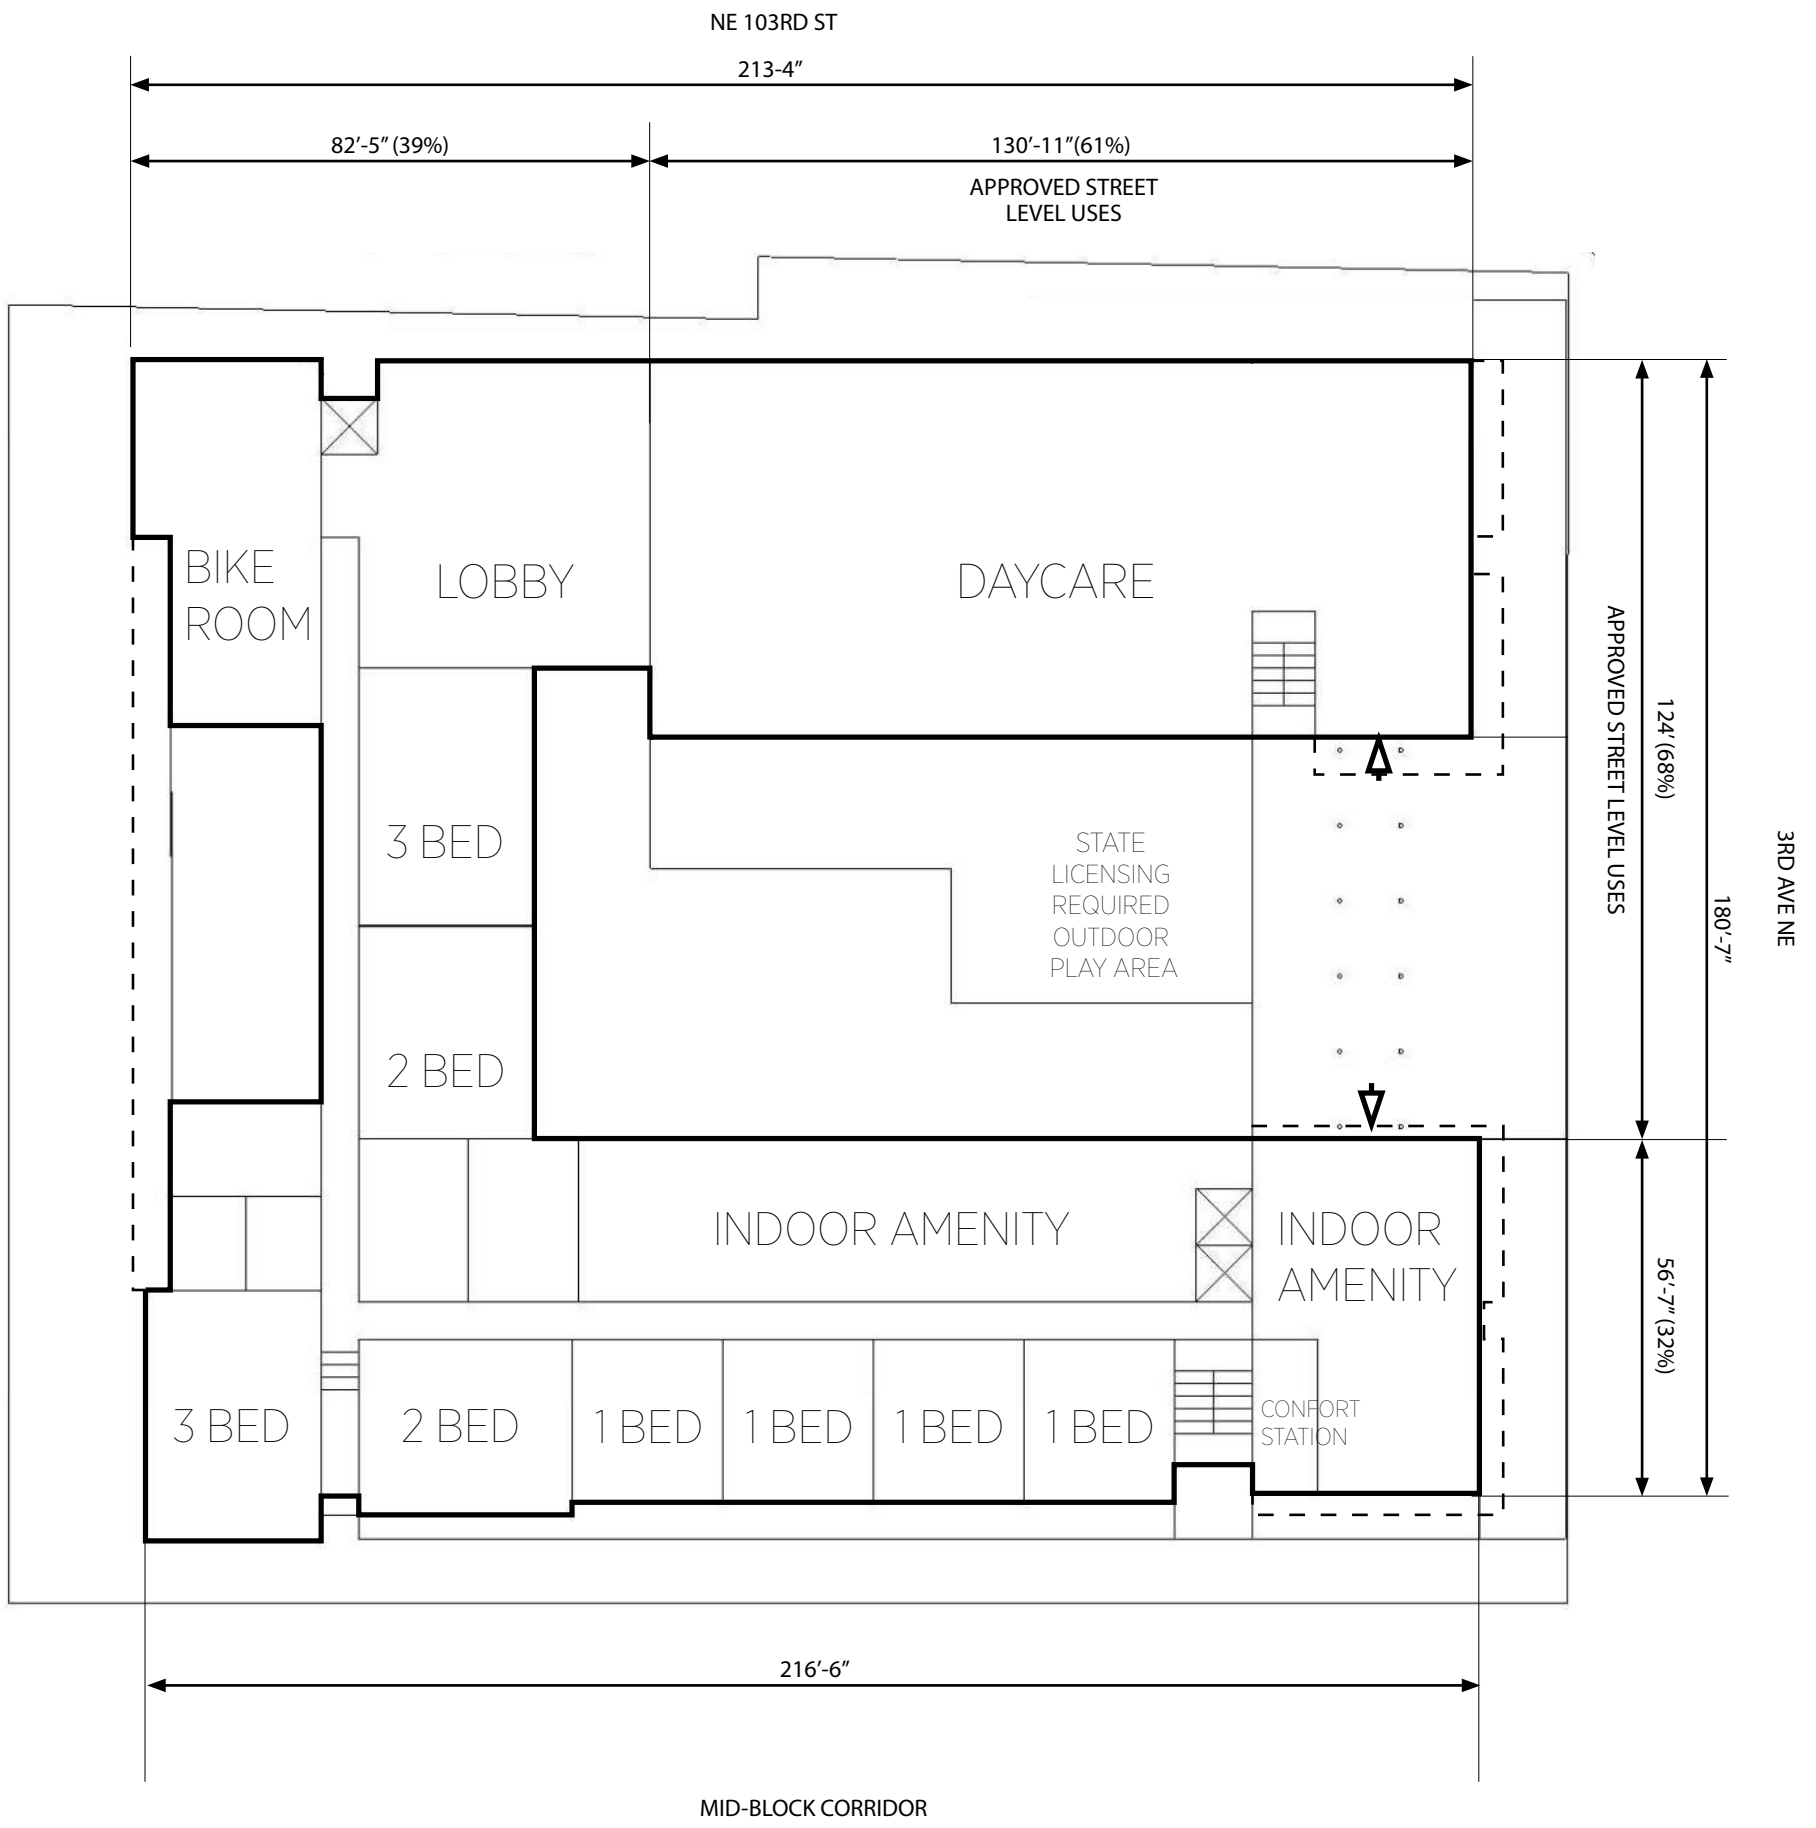 NE 103RD ST
213-4”
82’-5” (39%)
130’-11”(61%)
APPROVED STREET
LEVEL USES
BIKE
ROOM
LOBBY
DAYCARE
APPROVED STREET LEVEL USES
124’ (68%)
180’-7”
3RD AVE NE
3 BED
STATE
LICENSING
REQUIRED
OUTDOOR
PLAY AREA
2 BED
INDOOR AMENITY
INDOOR
AMENITY
56’-7” (32%)
3 BED
2 BED
1 BED
1 BED
1 BED
1 BED
CONFORT
STATION
216’-6”
MID-BLOCK CORRIDOR